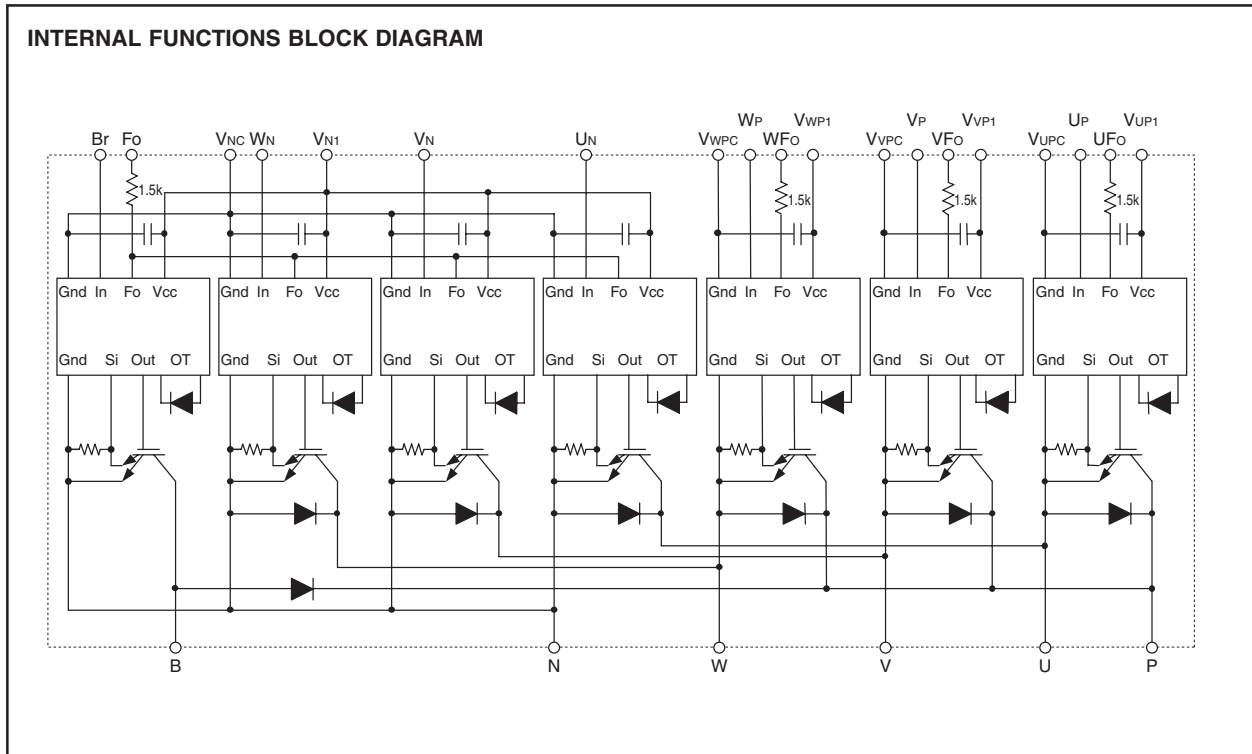 INTERNAL FUNCTIONS BLOCK DIAGRAM
WP VWP1 VP VVP1 UP VUP1
Br FO VNC WN VN1 VN UN VWPC WFO VVPC VFO VUPC UFO
1.5k 1.5k 1.5k 1.5k
Gnd In Fo Vcc Gnd In Fo Vcc Gnd In Fo Vcc Gnd In Fo Vcc Gnd In Fo Vcc Gnd In Fo Vcc Gnd In Fo Vcc
Gnd Si Out OT Gnd Si Out OT Gnd Si Out OT Gnd Si Out OT Gnd Si Out OT Gnd Si Out OT Gnd Si Out OT
B N W V U P